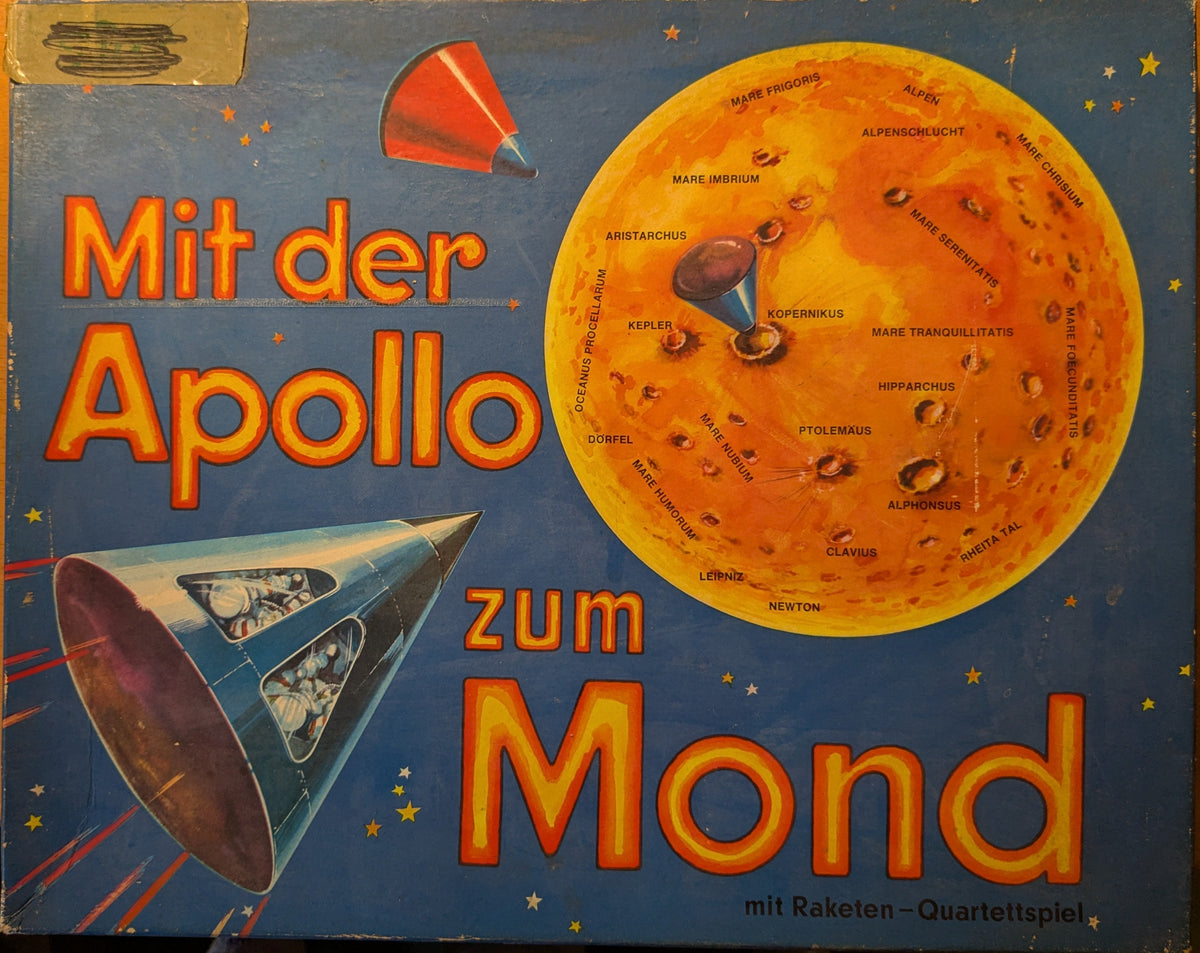 Mit der
Apollo
zum
Mond
mit Raketen-Quartettspiel
MARE FRIGORIS
ALPEN
ALPENSCHLUCHT
MARE CHRISIUM
MARE IMBRIUM
MARE SERENITATIS
ARISTARCHUS
OCEANUS PROCELLARUM
KOPERNIKUS
KEPLER
MARE TRANQUILLITATIS
MARE FOECUNDITATIS
HIPPARCHUS
DÖRFEL
MARE NUBIUM
PTOLEMÄUS
MARE HUMORUM
ALPHONSUS
CLAVIUS
RHEITA TAL
LEIPNIZ
NEWTON